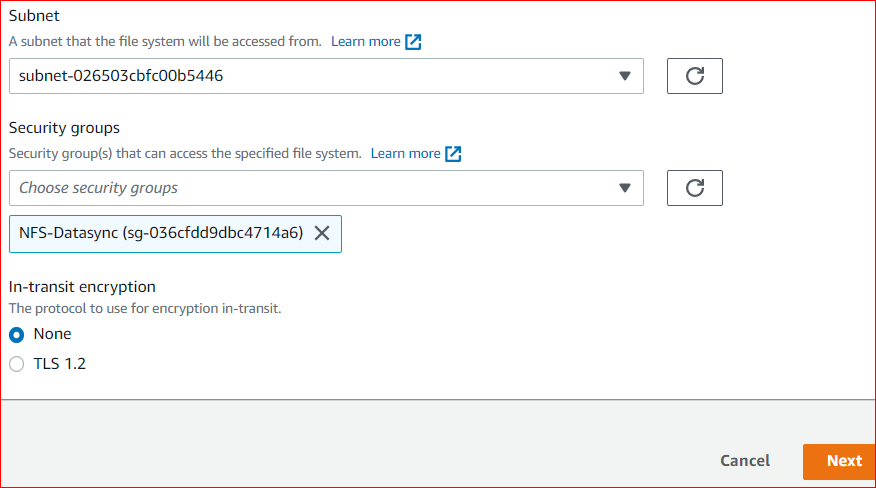 Subnet
A subnet that the file system will be accessed from. Learn more
subnet-026503cbfc00b5446
Security groups
Security group(s) that can access the specified file system. Learn more
Choose security groups
NFS-Datasync (sg-036cfdd9dbc4714a6)
In-transit encryption
The protocol to use for encryption in-transit.
None
TLS 1.2
Cancel Next